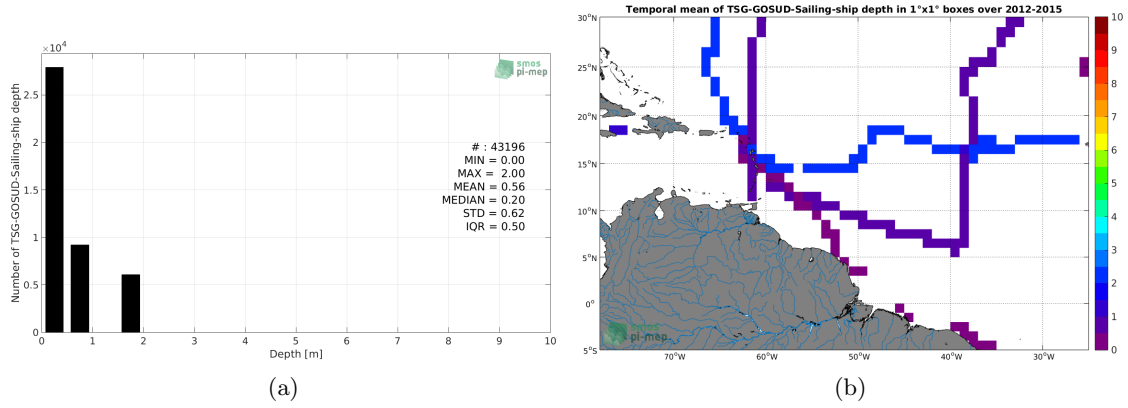 ×10⁴
Number of TSG-GOSUD-Sailing-ship depth
2.5
2
1.5
1
0.5
0
0 1 2 3 4 5 6 7 8 9 10
Depth [m]
smos
pi-mep
# : 43196
MIN = 0.00
MAX = 2.00
MEAN = 0.56
MEDIAN = 0.20
STD = 0.62
IQR = 0.50
(a)
Temporal mean of TSG-GOSUD-Sailing-ship depth in 1°x1° boxes over 2012-2015
30°N
25°N
20°N
15°N
10°N
5°N
0°
5°S
70°W 60°W 50°W 40°W 30°W
smos
pi-mep
10
9
8
7
6
5
4
3
2
1
0
(b)